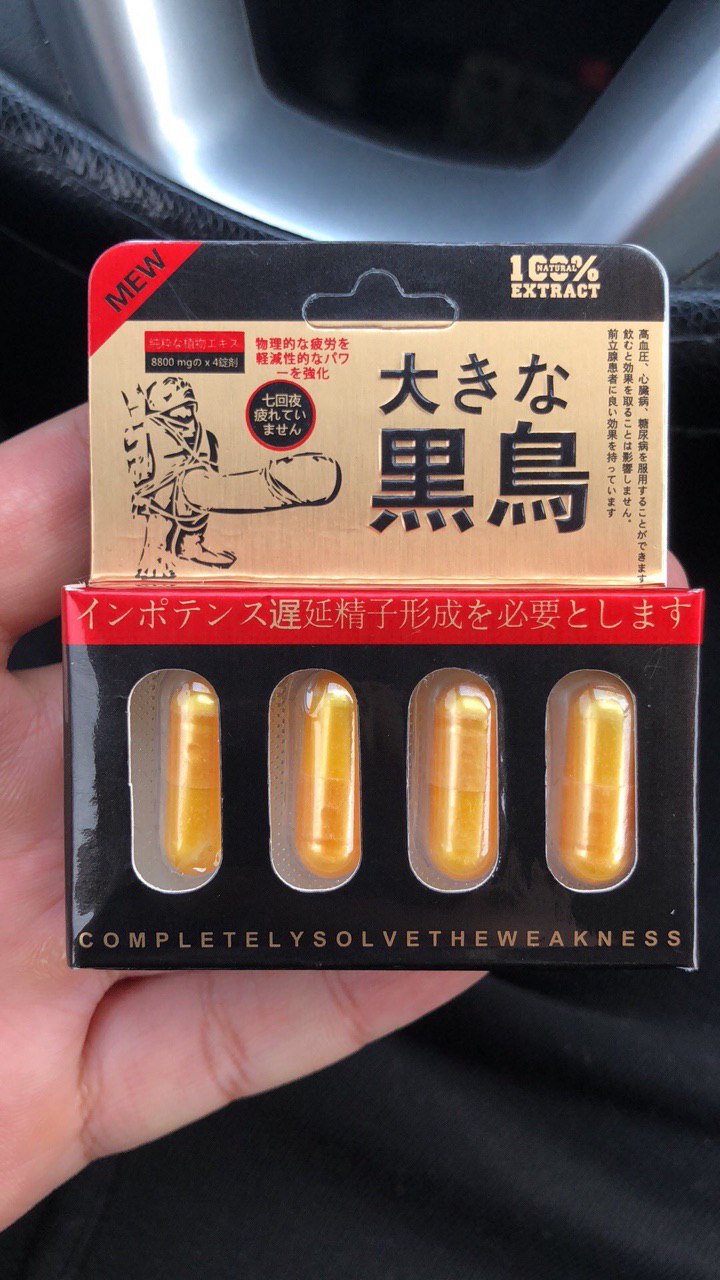 MEW
100%
NATURAL
EXTRACT
純粋な植物エキス
8800 mgの x 4錠剤
物理的な疲労を
軽減性的なパワ
ーを強化
七回夜
疲れてい
ません
大きな
黒鳥
高血圧、心臓病、糖尿病を服用することができます
飲むと効果を取ることは影響しません。
前立腺患者に良い効果を持っています
インポテンス遅延精子形成を必要とします
COMPLETELYSOLVETHEWEAKNESS